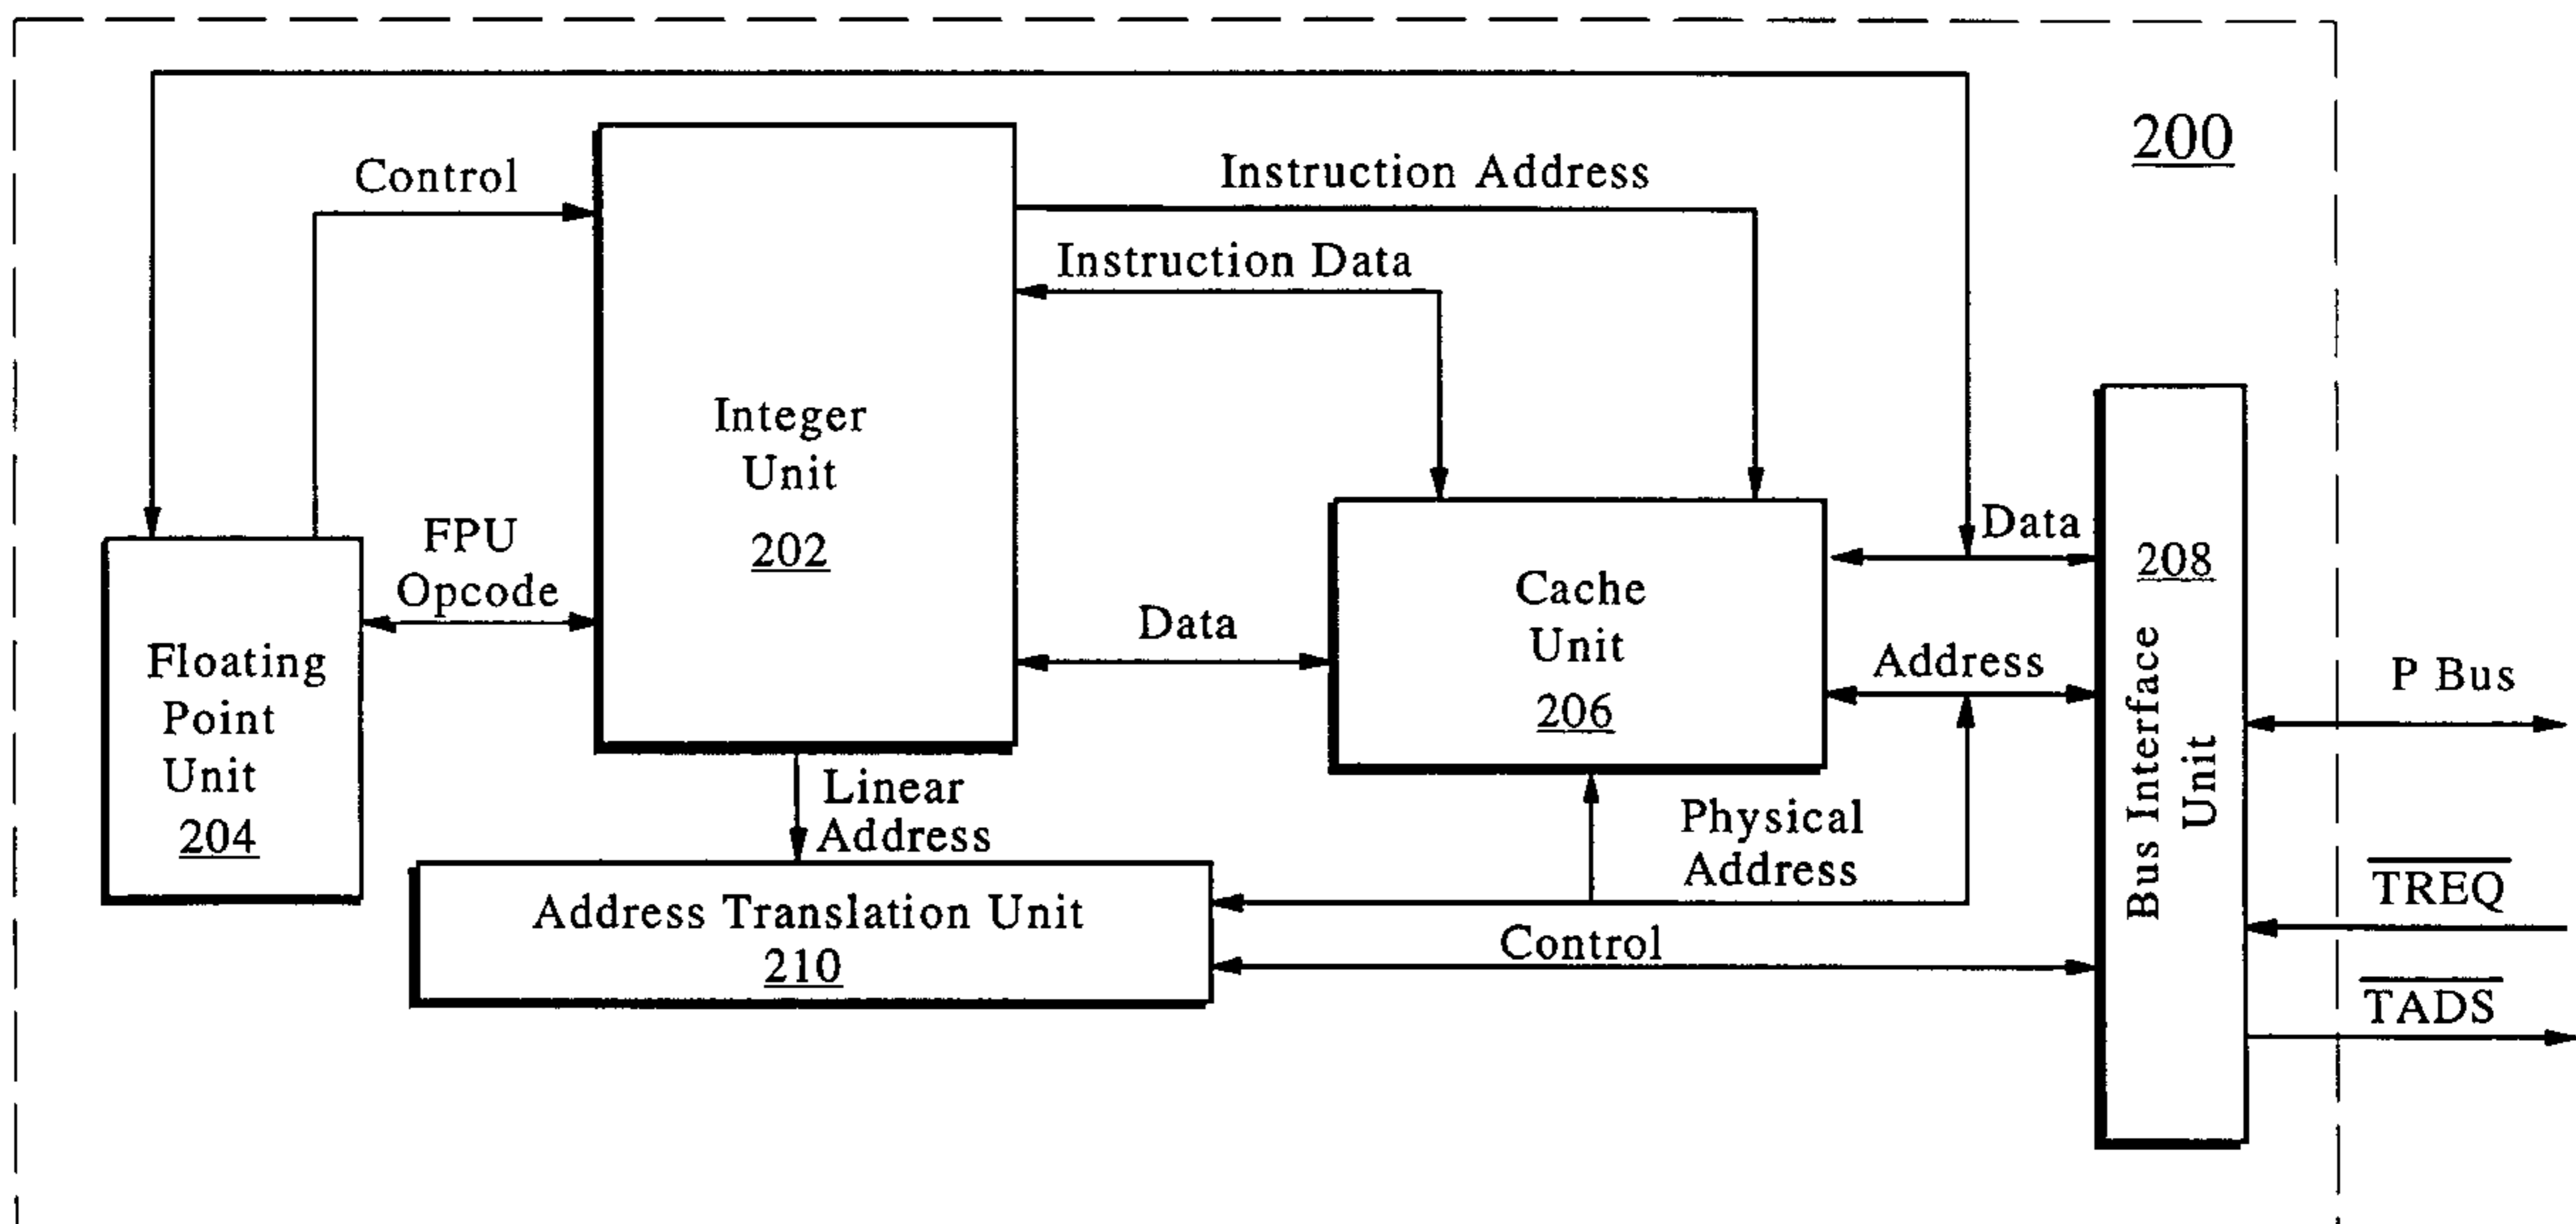 200
Control
Instruction Address
Instruction Data
Integer
Unit
202
FPU
Opcode
Data
Cache
Unit
206
Data
208
Bus Interface
Unit
Floating
Point
Unit
204
Address
P Bus
Linear
Address
Physical
Address
TREQ
Address Translation Unit
210
Control
TADS